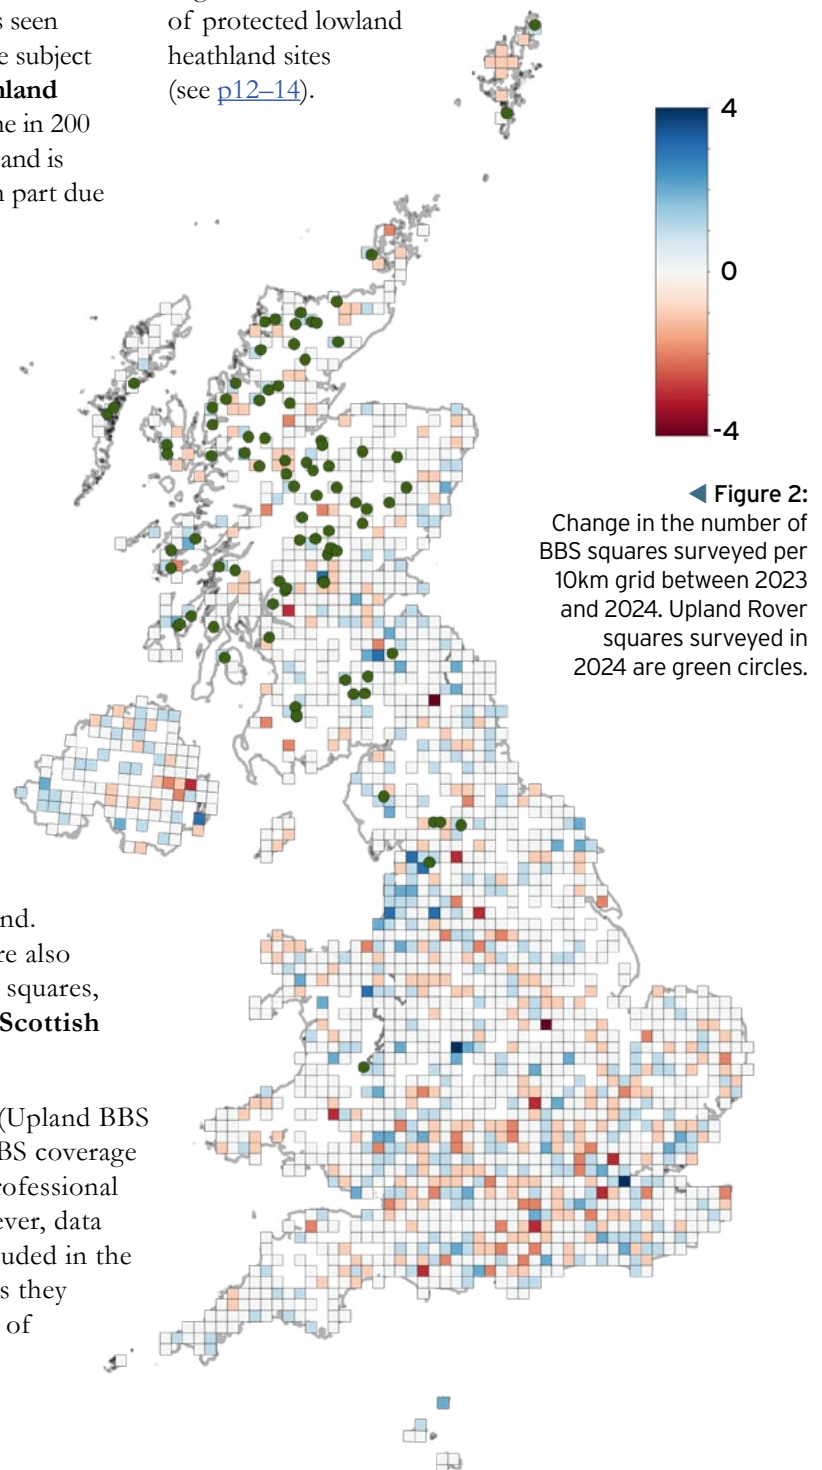 s seen
e subject
nland
ne in 200
and is
n part due
of protected lowland
heathland sites
(see p12–14).
4
0
-4
◀ Figure 2:
Change in the number of
BBS squares surveyed per
10km grid between 2023
and 2024. Upland Rover
squares surveyed in
2024 are green circles.
nd.
re also
squares,
Scottish
(Upland BBS
BS coverage
rofessional
ever, data
uded in the
s they
of